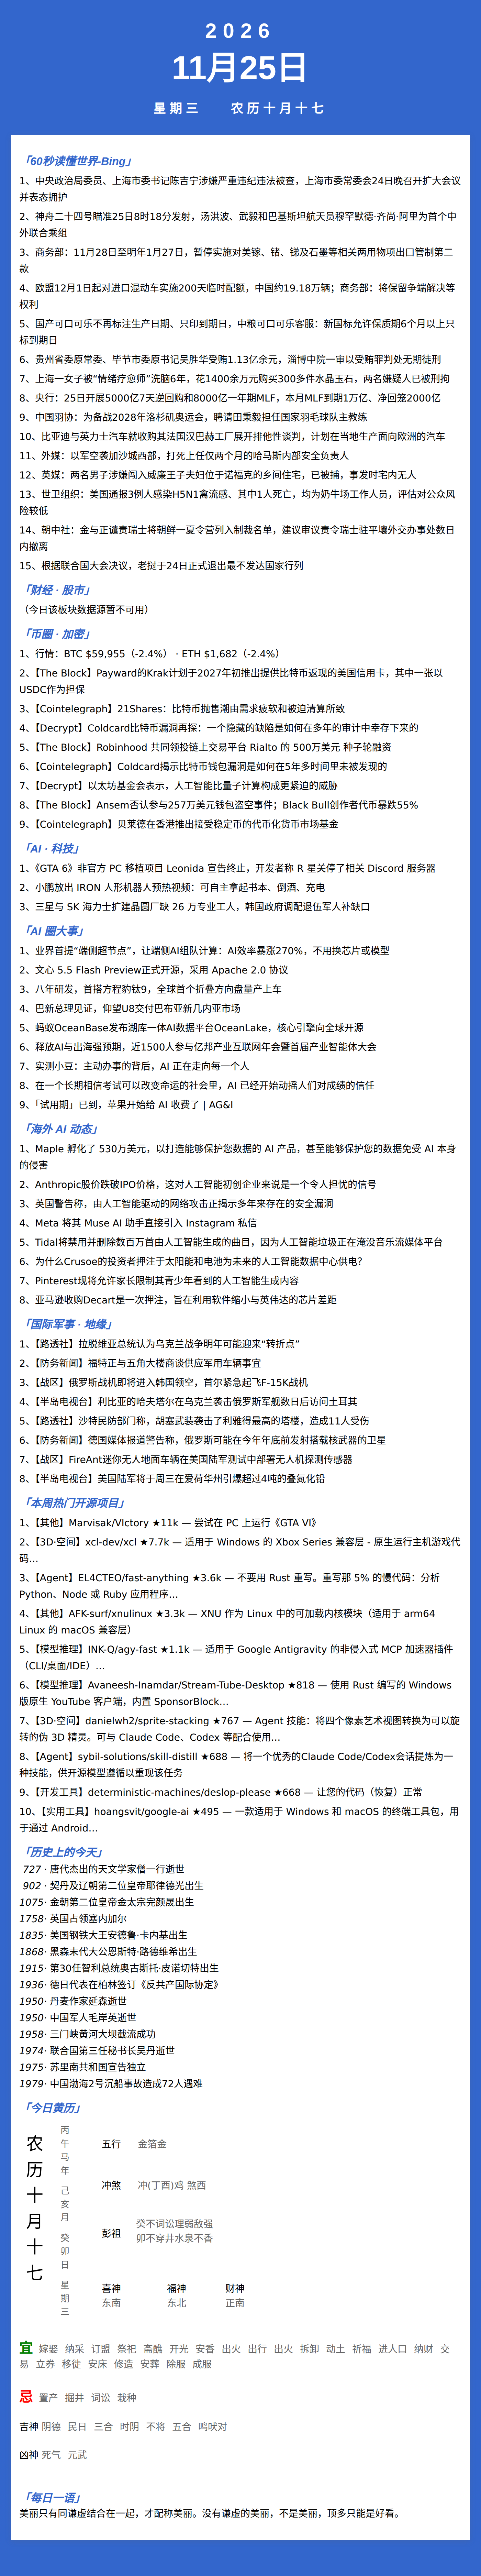 2026
11月25日
星期三 农历十月十七
「60秒读懂世界-Bing」
1、中央政治局委员、上海市委书记陈吉宁涉嫌严重违纪违法被查，上海市委常委会24日晚召开扩大会议
并表态拥护
2、神舟二十四号瞄准25日8时18分发射，汤洪波、武毅和巴基斯坦航天员穆罕默德·齐尚·阿里为首个中
外联合乘组
3、商务部：11月28日至明年1月27日，暂停实施对美镓、锗、锑及石墨等相关两用物项出口管制第二
款
4、欧盟12月1日起对进口混动车实施200天临时配额，中国约19.18万辆；商务部：将保留争端解决等
权利
5、国产可口可乐不再标注生产日期、只印到期日，中粮可口可乐客服：新国标允许保质期6个月以上只
标到期日
6、贵州省委原常委、毕节市委原书记吴胜华受贿1.13亿余元，淄博中院一审以受贿罪判处无期徒刑
7、上海一女子被“情绪疗愈师”洗脑6年，花1400余万元购买300多件水晶玉石，两名嫌疑人已被刑拘
8、央行：25日开展5000亿7天逆回购和8000亿一年期MLF，本月MLF到期1万亿、净回笼2000亿
9、中国羽协：为备战2028年洛杉矶奥运会，聘请田秉毅担任国家羽毛球队主教练
10、比亚迪与英力士汽车就收购其法国汉巴赫工厂展开排他性谈判，计划在当地生产面向欧洲的汽车
11、外媒：以军空袭加沙城西部，打死上任仅两个月的哈马斯内部安全负责人
12、英媒：两名男子涉嫌闯入威廉王子夫妇位于诺福克的乡间住宅，已被捕，事发时宅内无人
13、世卫组织：美国通报3例人感染H5N1禽流感、其中1人死亡，均为奶牛场工作人员，评估对公众风
险较低
14、朝中社：金与正谴责瑞士将朝鲜一夏令营列入制裁名单，建议审议责令瑞士驻平壤外交办事处数日
内撤离
15、根据联合国大会决议，老挝于24日正式退出最不发达国家行列
「财经 · 股市」
（今日该板块数据源暂不可用）
「币圈 · 加密」
1、行情：BTC $59,955（-2.4%） · ETH $1,682（-2.4%）
2、【The Block】Payward的Krak计划于2027年初推出提供比特币返现的美国信用卡，其中一张以
USDC作为担保
3、【Cointelegraph】21Shares：比特币抛售潮由需求疲软和被迫清算所致
4、【Decrypt】Coldcard比特币漏洞再探：一个隐藏的缺陷是如何在多年的审计中幸存下来的
5、【The Block】Robinhood 共同领投链上交易平台 Rialto 的 500万美元 种子轮融资
6、【Cointelegraph】Coldcard揭示比特币钱包漏洞是如何在5年多时间里未被发现的
7、【Decrypt】以太坊基金会表示，人工智能比量子计算构成更紧迫的威胁
8、【The Block】Ansem否认参与257万美元钱包盗空事件；Black Bull创作者代币暴跌55%
9、【Cointelegraph】贝莱德在香港推出接受稳定币的代币化货币市场基金
「AI · 科技」
1、《GTA 6》非官方 PC 移植项目 Leonida 宣告终止，开发者称 R 星关停了相关 Discord 服务器
2、小鹏放出 IRON 人形机器人预热视频：可自主拿起书本、倒酒、充电
3、三星与 SK 海力士扩建晶圆厂缺 26 万专业工人，韩国政府调配退伍军人补缺口
「AI 圈大事」
1、业界首提“端侧超节点”，让端侧AI组队计算：AI效率暴涨270%，不用换芯片或模型
2、文心 5.5 Flash Preview正式开源，采用 Apache 2.0 协议
3、八年研发，首搭方程豹钛9，全球首个折叠方向盘量产上车
4、巴新总理见证，仰望U8交付巴布亚新几内亚市场
5、蚂蚁OceanBase发布湖库一体AI数据平台OceanLake，核心引擎向全球开源
6、释放AI与出海强预期，近1500人参与亿邦产业互联网年会暨首届产业智能体大会
7、实测小豆：主动办事的背后，AI 正在走向每一个人
8、在一个长期相信考试可以改变命运的社会里，AI 已经开始动摇人们对成绩的信任
9、「试用期」已到，苹果开始给 AI 收费了 | AG&I
「海外 AI 动态」
1、Maple 孵化了 530万美元，以打造能够保护您数据的 AI 产品，甚至能够保护您的数据免受 AI 本身
的侵害
2、Anthropic股价跌破IPO价格，这对人工智能初创企业来说是一个令人担忧的信号
3、英国警告称，由人工智能驱动的网络攻击正揭示多年来存在的安全漏洞
4、Meta 将其 Muse AI 助手直接引入 Instagram 私信
5、Tidal将禁用并删除数百万首由人工智能生成的曲目，因为人工智能垃圾正在淹没音乐流媒体平台
6、为什么Crusoe的投资者押注于太阳能和电池为未来的人工智能数据中心供电?
7、Pinterest现将允许家长限制其青少年看到的人工智能生成内容
8、亚马逊收购Decart是一次押注，旨在利用软件缩小与英伟达的芯片差距
「国际军事 · 地缘」
1、【路透社】拉脱维亚总统认为乌克兰战争明年可能迎来“转折点”
2、【防务新闻】福特正与五角大楼商谈供应军用车辆事宜
3、【战区】俄罗斯战机即将进入韩国领空，首尔紧急起飞F-15K战机
4、【半岛电视台】利比亚的哈夫塔尔在乌克兰袭击俄罗斯军舰数日后访问土耳其
5、【路透社】沙特民防部门称，胡塞武装袭击了利雅得最高的塔楼，造成11人受伤
6、【防务新闻】德国媒体报道警告称，俄罗斯可能在今年年底前发射搭载核武器的卫星
7、【战区】FireAnt迷你无人地面车辆在美国陆军测试中部署无人机探测传感器
8、【半岛电视台】美国陆军将于周三在爱荷华州引爆超过4吨的叠氮化铅
「本周热门开源项目」
1、【其他】Marvisak/VIctory ★11k — 尝试在 PC 上运行《GTA VI》
2、【3D·空间】xcl-dev/xcl ★7.7k — 适用于 Windows 的 Xbox Series 兼容层 - 原生运行主机游戏代
码…
3、【Agent】EL4CTEO/fast-anything ★3.6k — 不要用 Rust 重写。重写那 5% 的慢代码：分析
Python、Node 或 Ruby 应用程序…
4、【其他】AFK-surf/xnulinux ★3.3k — XNU 作为 Linux 中的可加载内核模块（适用于 arm64
Linux 的 macOS 兼容层）
5、【模型推理】INK-Q/agy-fast ★1.1k — 适用于 Google Antigravity 的非侵入式 MCP 加速器插件
（CLI/桌面/IDE）…
6、【模型推理】Avaneesh-Inamdar/Stream-Tube-Desktop ★818 — 使用 Rust 编写的 Windows
版原生 YouTube 客户端，内置 SponsorBlock…
7、【3D·空间】danielwh2/sprite-stacking ★767 — Agent 技能：将四个像素艺术视图转换为可以旋
转的伪 3D 精灵。可与 Claude Code、Codex 等配合使用…
8、【Agent】sybil-solutions/skill-distill ★688 — 将一个优秀的Claude Code/Codex会话提炼为一
种技能，供开源模型遵循以重现该任务
9、【开发工具】deterministic-machines/deslop-please ★668 — 让您的代码（恢复）正常
10、【实用工具】hoangsvit/google-ai ★495 — 一款适用于 Windows 和 macOS 的终端工具包，用
于通过 Android…
「历史上的今天」
727 · 唐代杰出的天文学家僧一行逝世
902 · 契丹及辽朝第二位皇帝耶律德光出生
1075· 金朝第二位皇帝金太宗完颜晟出生
1758· 英国占领塞内加尔
1835· 美国钢铁大王安德鲁·卡内基出生
1868· 黑森末代大公恩斯特·路德维希出生
1915· 第30任智利总统奥古斯托·皮诺切特出生
1936· 德日代表在柏林签订《反共产国际协定》
1950· 丹麦作家延森逝世
1950· 中国军人毛岸英逝世
1958· 三门峡黄河大坝截流成功
1974· 联合国第三任秘书长吴丹逝世
1975· 苏里南共和国宣告独立
1979· 中国渤海2号沉船事故造成72人遇难
「今日黄历」
农历十月十七
丙午马年
己亥月
癸卯日
星期三
五行 金箔金
冲煞 冲(丁酉)鸡 煞西
彭祖 癸不词讼理弱敌强
卯不穿井水泉不香
喜神 福神 财神
东南 东北 正南
宜 嫁娶 纳采 订盟 祭祀 斋醮 开光 安香 出火 出行 出火 拆卸 动土 祈福 进人口 纳财 交
易 立券 移徙 安床 修造 安葬 除服 成服
忌 置产 掘井 词讼 栽种
吉神 阴德 民日 三合 时阴 不将 五合 鸣吠对
凶神 死气 元武
「每日一语」
美丽只有同谦虚结合在一起，才配称美丽。没有谦虚的美丽，不是美丽，顶多只能是好看。